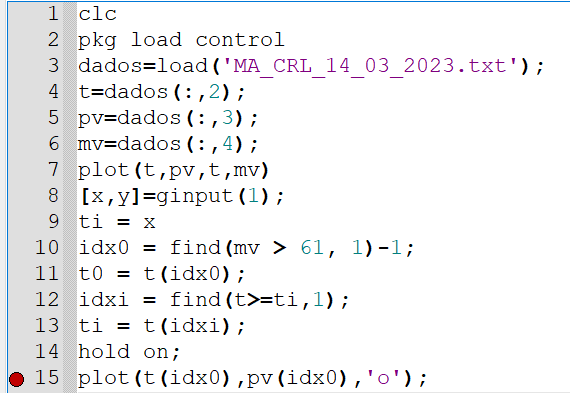 1 clc
2 pkg load control
3 dados=load('MA_CRL_14_03_2023.txt');
4 t=dados(:,2);
5 pv=dados(:,3);
6 mv=dados(:,4);
7 plot(t,pv,t,mv)
8 [x,y]=ginput(1);
9 ti = x
10 idx0 = find(mv > 61, 1)-1;
11 t0 = t(idx0);
12 idxi = find(t>=ti,1);
13 ti = t(idxi);
14 hold on;
15 plot(t(idx0),pv(idx0),'o');